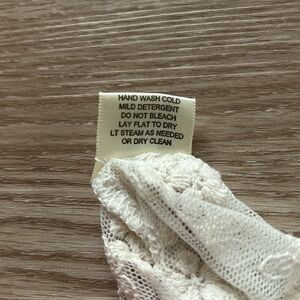 HAND WASH COLD
MILD DETERGENT
DO NOT BLEACH
LAY FLAT TO DRY
LT STEAM AS NEEDED
OR DRY CLEAN